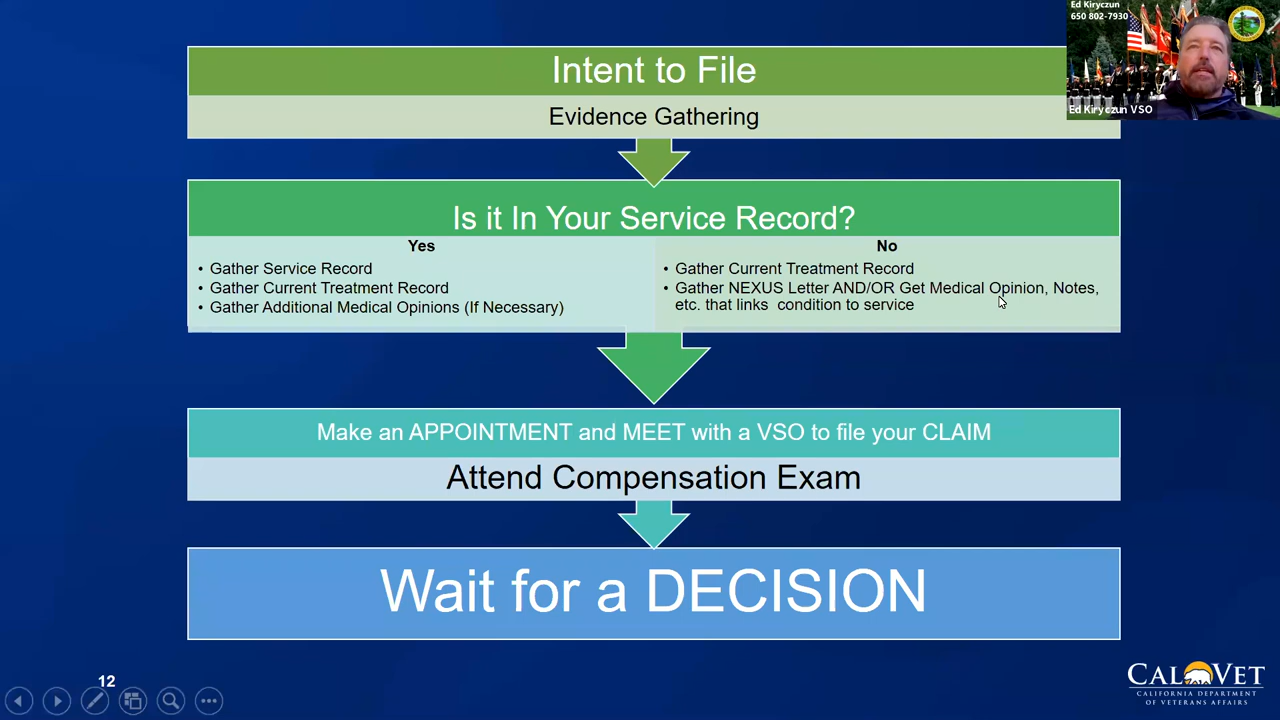 Ed Kiryczun
650 802-7930
Ed Kiryczun VSO
Intent to File
Evidence Gathering
Is it In Your Service Record?
Yes
• Gather Service Record
• Gather Current Treatment Record
• Gather Additional Medical Opinions (If Necessary)
No
• Gather Current Treatment Record
• Gather NEXUS Letter AND/OR Get Medical Opinion, Notes,
etc. that links condition to service
Make an APPOINTMENT and MEET with a VSO to file your CLAIM
Attend Compensation Exam
Wait for a DECISION
12
CALVET
CALIFORNIA DEPARTMENT
OF VETERANS AFFAIRS